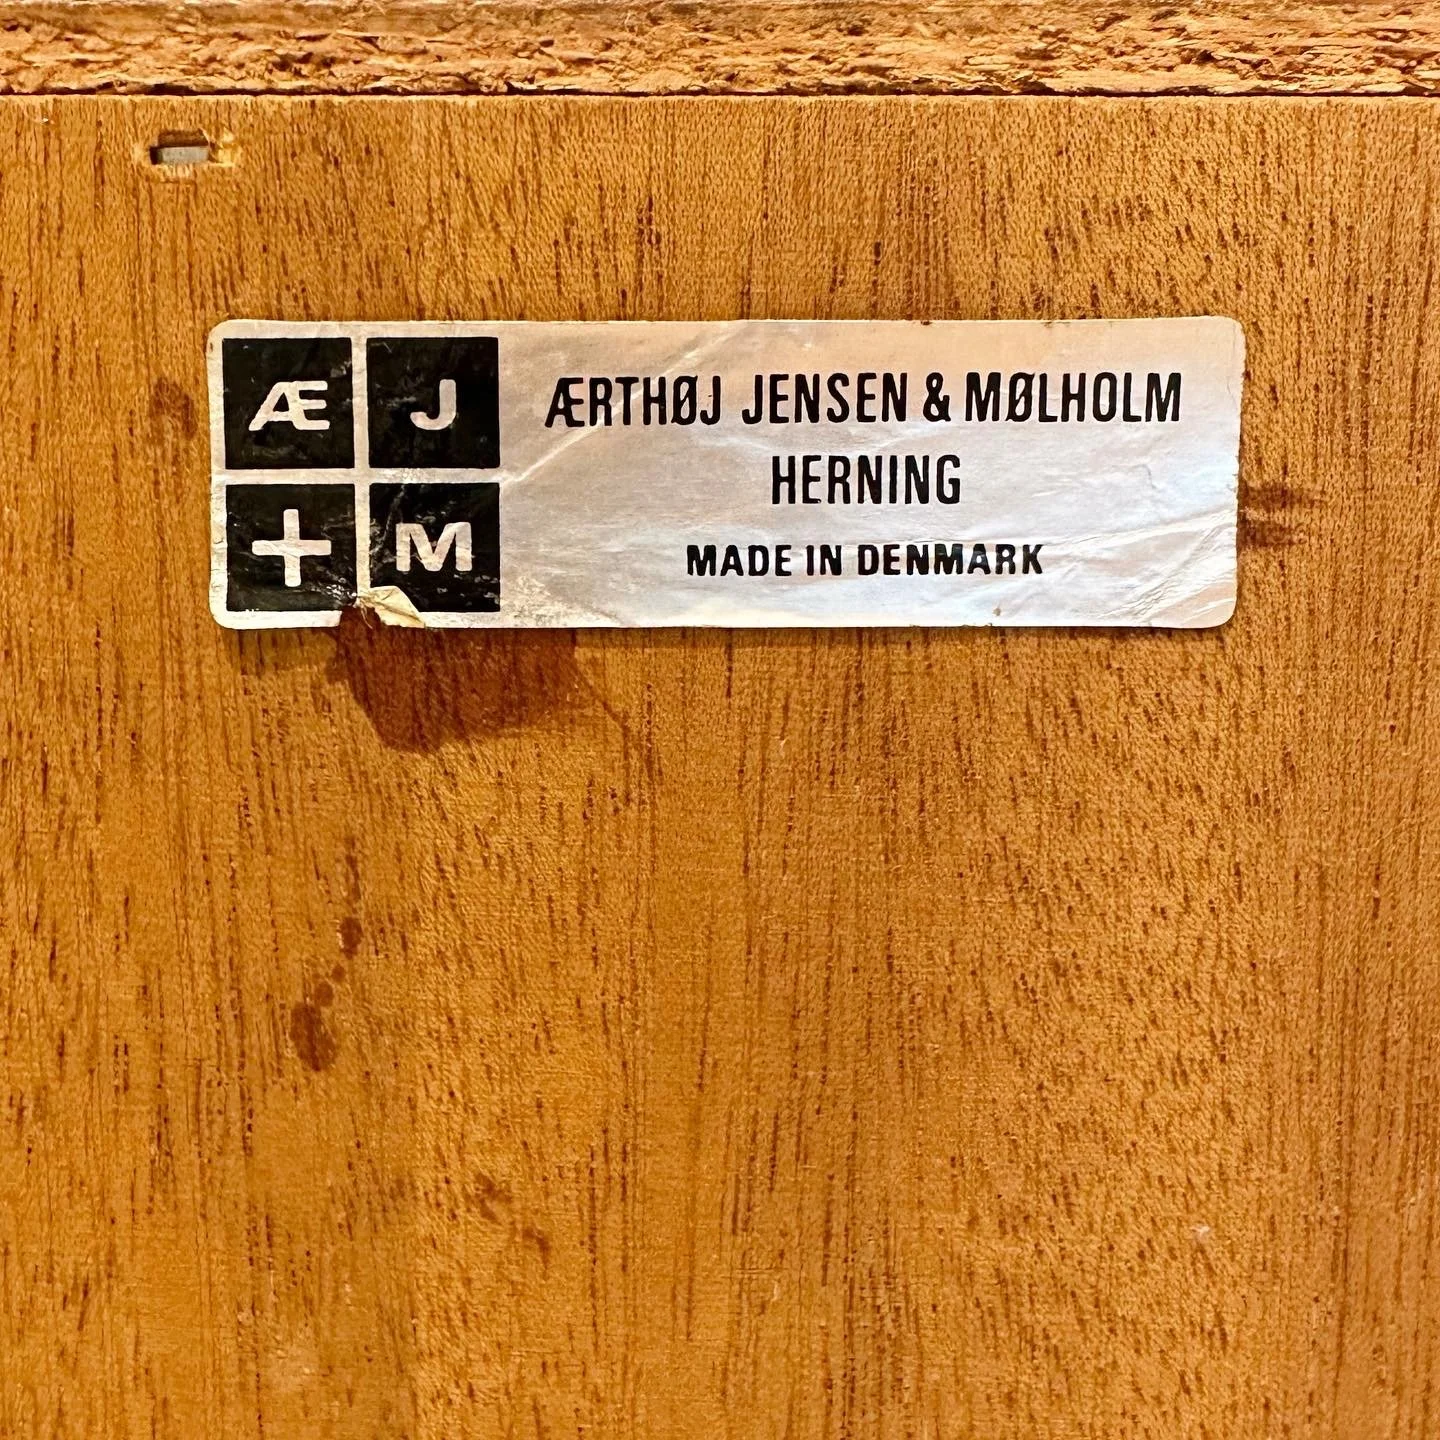 Æ J
+ M
ÆRTHØJ JENSEN & MØLHOLM
HERNING
MADE IN DENMARK